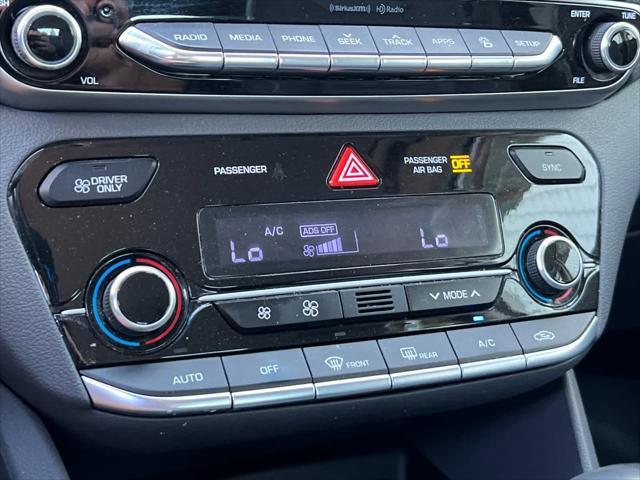 (siriusxm) HD Radio
RADIO MEDIA PHONE SEEK TRACK APPS SETUP
ENTER TUNE
VOL
FILE
DRIVER ONLY
PASSENGER
PASSENGER AIR BAG OFF
SYNC
A/C ADS OFF
Lo Lo
MODE
AUTO OFF FRONT REAR A/C